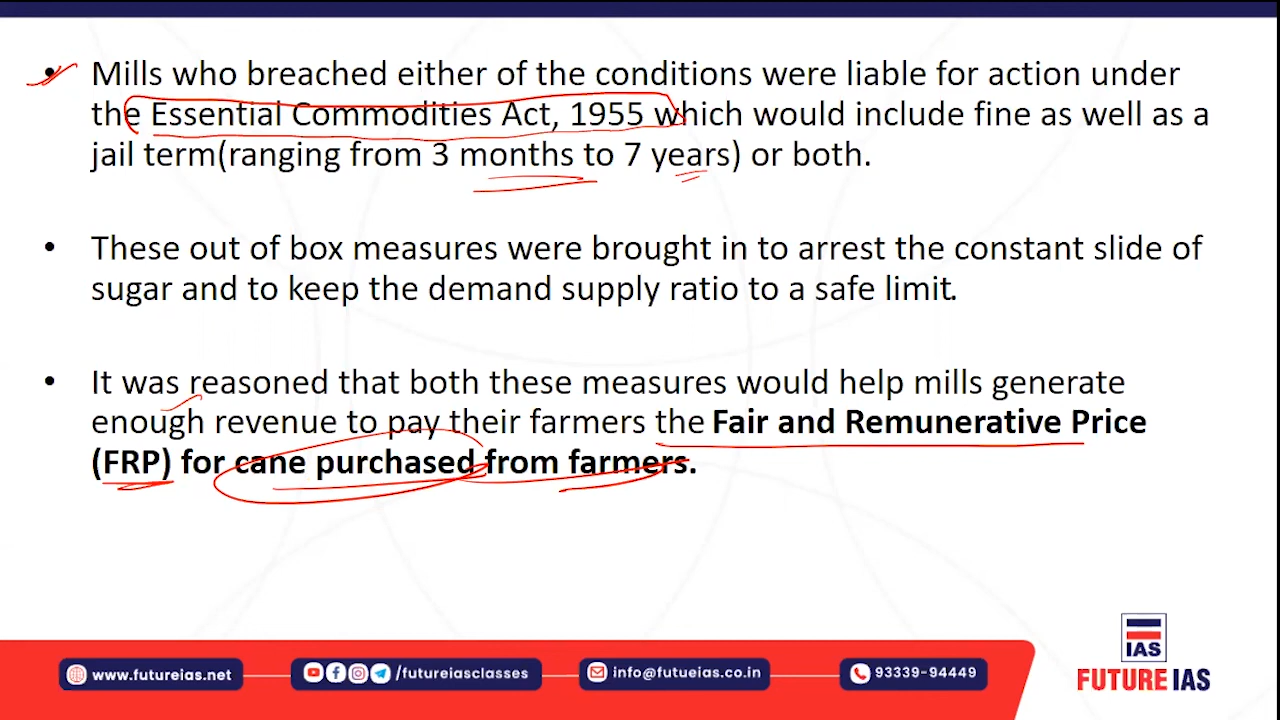 • Mills who breached either of the conditions were liable for action under
the Essential Commodities Act, 1955 which would include fine as well as a
jail term(ranging from 3 months to 7 years) or both.
• These out of box measures were brought in to arrest the constant slide of
sugar and to keep the demand supply ratio to a safe limit.
• It was reasoned that both these measures would help mills generate
enough revenue to pay their farmers the Fair and Remunerative Price
(FRP) for cane purchased from farmers.
www.futureias.net
/futureiasclasses
info@futueias.co.in
93339-94449
IAS
FUTURE IAS